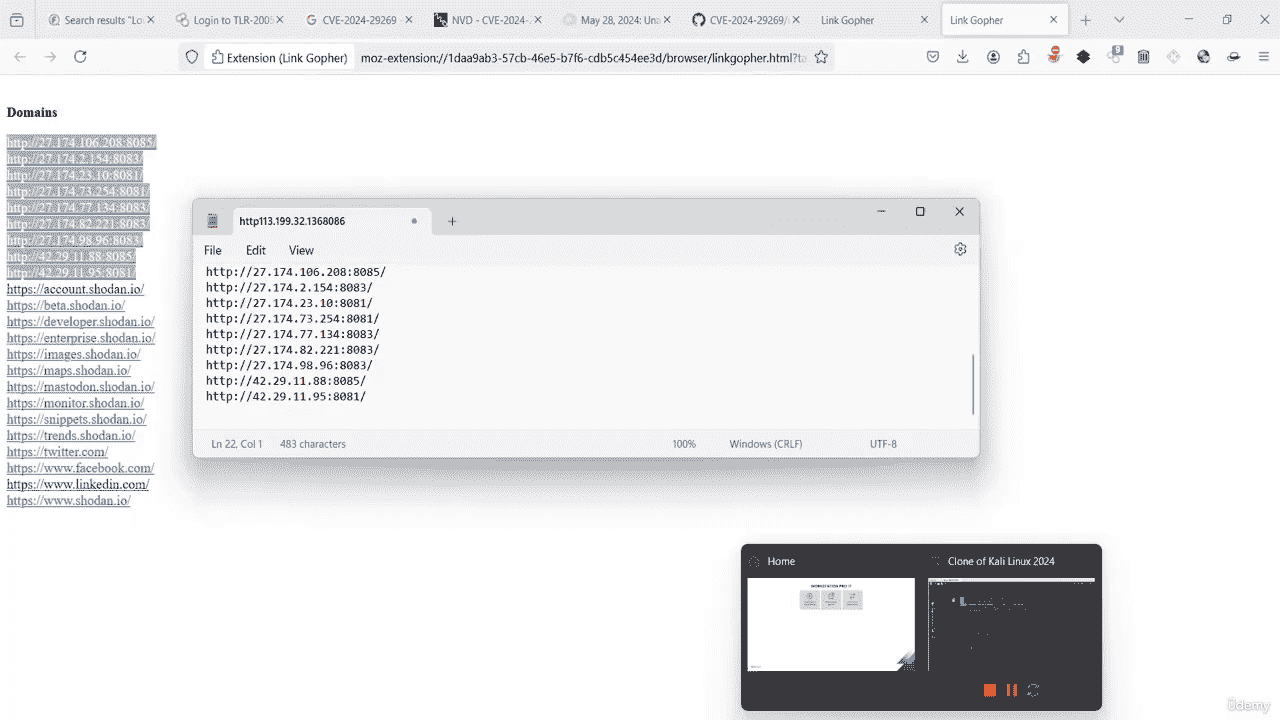 Search results "Lo
Login to TLR-2005
CVE-2024-29269 -
NVD - CVE-2024-
May 28, 2024: Una
CVE-2024-29269/
Link Gopher
Link Gopher
Extension (Link Gopher)
moz-extension://1daa9ab3-57cb-46e5-b7f6-cdb5c454ee3d/browser/linkgopher.html?ta
9
Domains
http://27.174.106.208:8085/
http://27.174.2.154:8083/
http://27.174.23.10:8081/
http://27.174.73.254:8081/
http://27.174.77.134:8083/
http://27.174.82.221:8083/
http://27.174.98.96:8083/
http://42.29.11.88:8085/
http://42.29.11.95:8081/
https://account.shodan.io/
https://beta.shodan.io/
https://developer.shodan.io/
https://enterprise.shodan.io/
https://images.shodan.io/
https://maps.shodan.io/
https://mastodon.shodan.io/
https://monitor.shodan.io/
https://snippets.shodan.io/
https://trends.shodan.io/
https://twitter.com/
https://www.facebook.com/
https://www.linkedin.com/
https://www.shodan.io/
http113.199.32.1368086
File Edit View
http://27.174.106.208:8085/
http://27.174.2.154:8083/
http://27.174.23.10:8081/
http://27.174.73.254:8081/
http://27.174.77.134:8083/
http://27.174.82.221:8083/
http://27.174.98.96:8083/
http://42.29.11.88:8085/
http://42.29.11.95:8081/
Ln 22, Col 1 483 characters 100% Windows (CRLF) UTF-8
Home
Clone of Kali Linux 2024
WORKSTATION PRO 17
Udemy